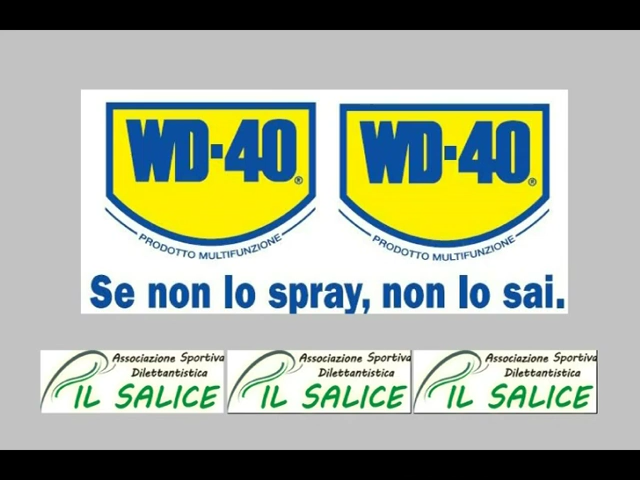 WD-40® WD-40®
PRODOTTO MULTIFUNZIONE PRODOTTO MULTIFUNZIONE
Se non lo spray, non lo sai.
Associazione Sportiva Associazione Sportiva Associazione Sportiva
Dilettantistica Dilettantistica Dilettantistica
IL SALICE IL SALICE IL SALICE